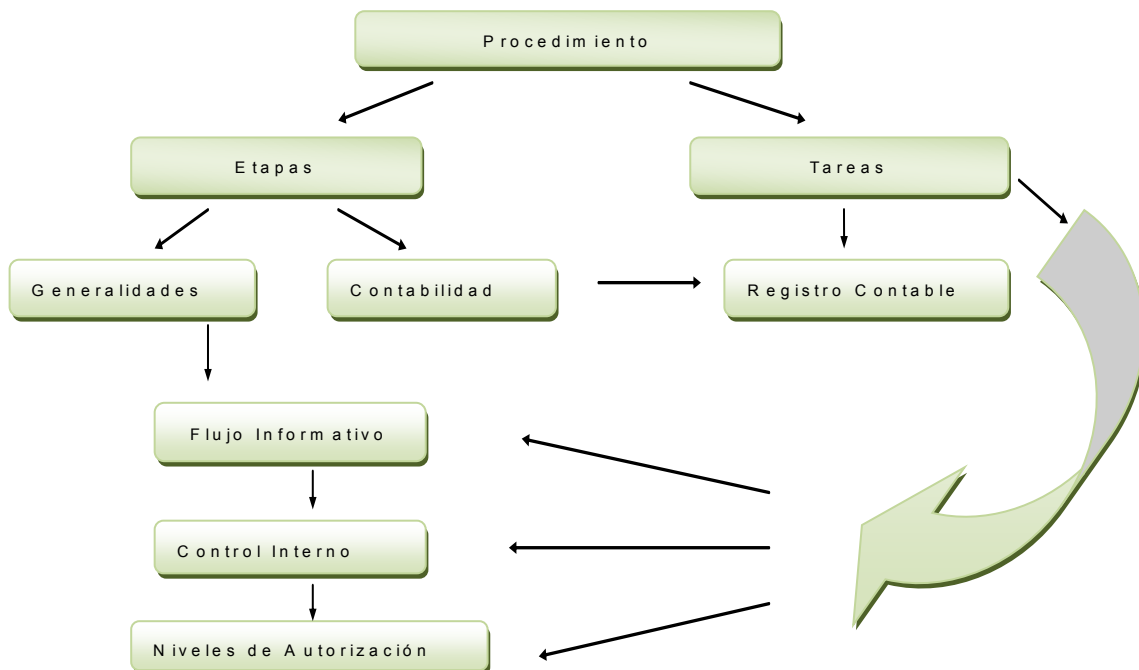 Procedimiento
Etapas
Tareas
Generalidades
Contabilidad
Registro Contable
Flujo Informativo
Control Interno
Niveles de Autorización